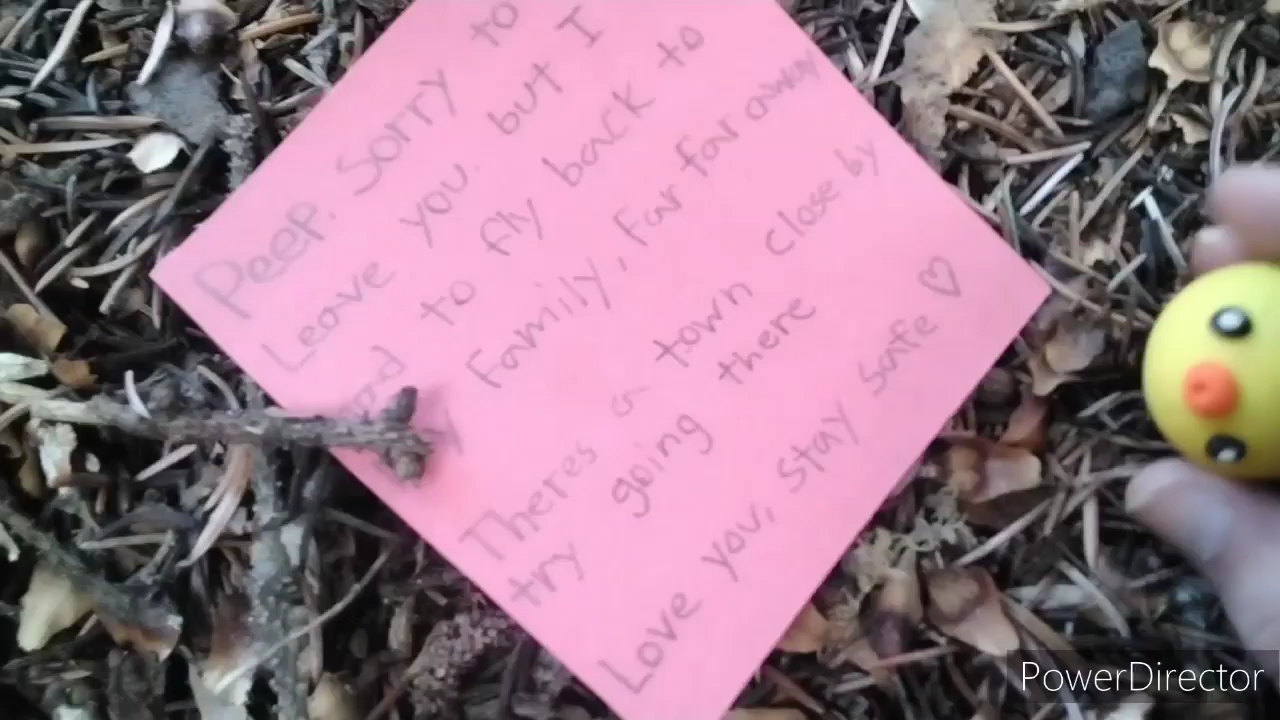 Peep. Sorry to
Leave you. but I
to fly back to
Family, Far far away
Theres a town close by
try going there
Love you, stay safe ♡
PowerDirector